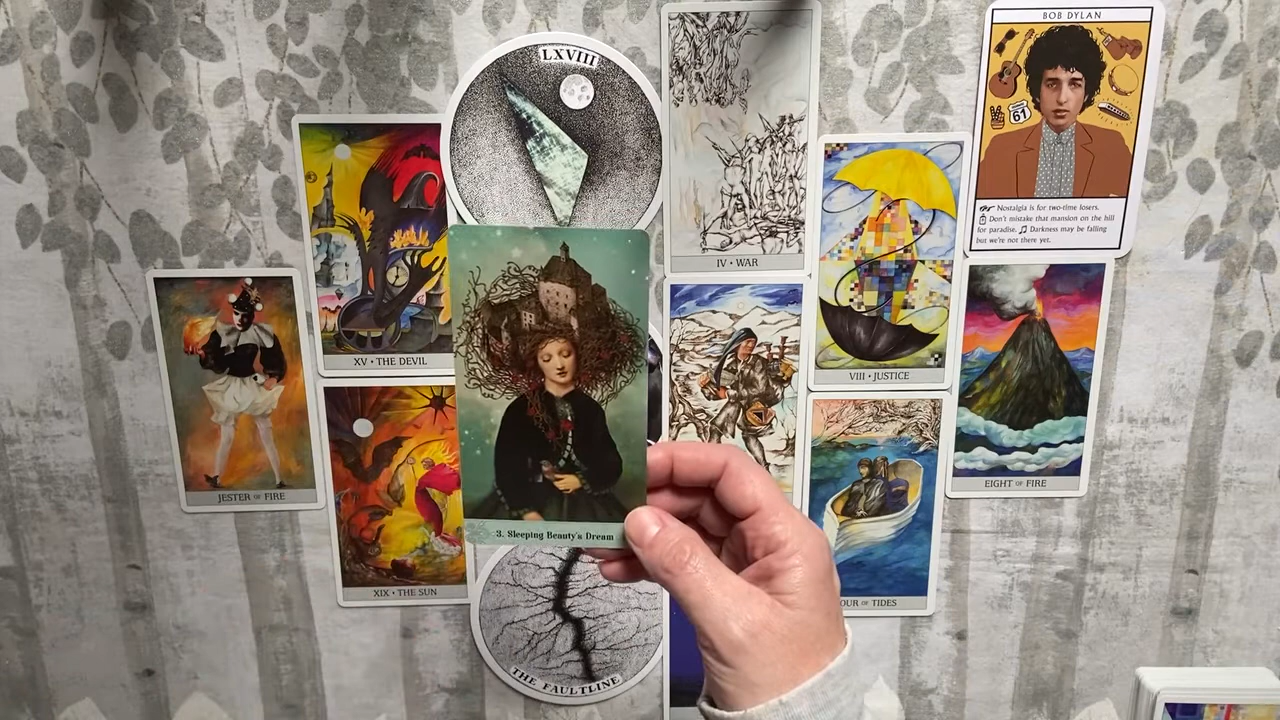 LXVIII
BOB DYLAN
61
Nostalgia is for two-time losers.
Don't mistake that mansion on the hill
for paradise. Darkness may be falling
but we're not there yet.
IV • WAR
XV • THE DEVIL
VIII • JUSTICE
JESTER OF FIRE
EIGHT OF FIRE
3. Sleeping Beauty's Dream
XIX • THE SUN
OUR OF TIDES
THE FAULTLINE